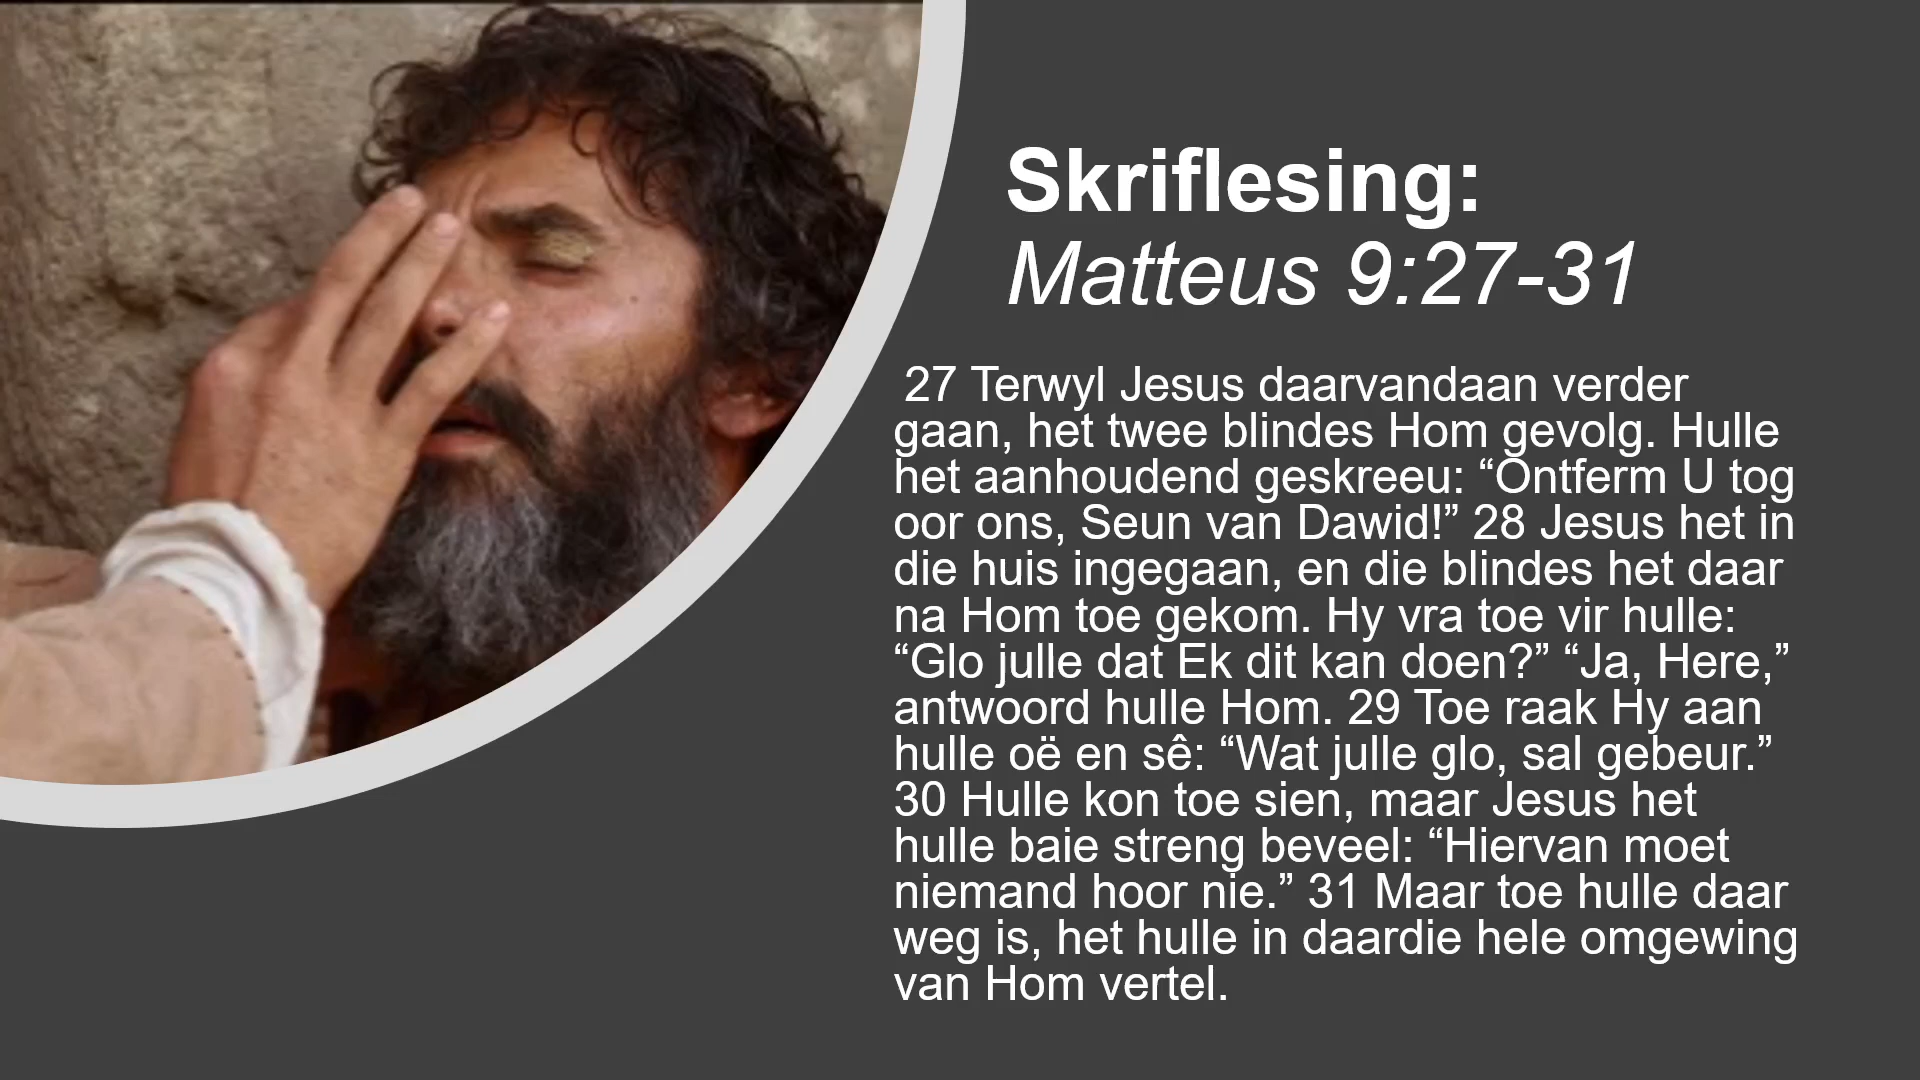 Skriflesing:
Matteus 9:27-31
27 Terwyl Jesus daarvandaan verder
gaan, het twee blindes Hom gevolg. Hulle
het aanhoudend geskreeu: “Ontferm U tog
oor ons, Seun van Dawid!” 28 Jesus het in
die huis ingegaan, en die blindes het daar
na Hom toe gekom. Hy vra toe vir hulle:
“Glo julle dat Ek dit kan doen?” “Ja, Here,”
antwoord hulle Hom. 29 Toe raak Hy aan
hulle oë en sê: “Wat julle glo, sal gebeur.”
30 Hulle kon toe sien, maar Jesus het
hulle baie streng beveel: “Hiervan moet
niemand hoor nie.” 31 Maar toe hulle daar
weg is, het hulle in daardie hele omgewing
van Hom vertel.